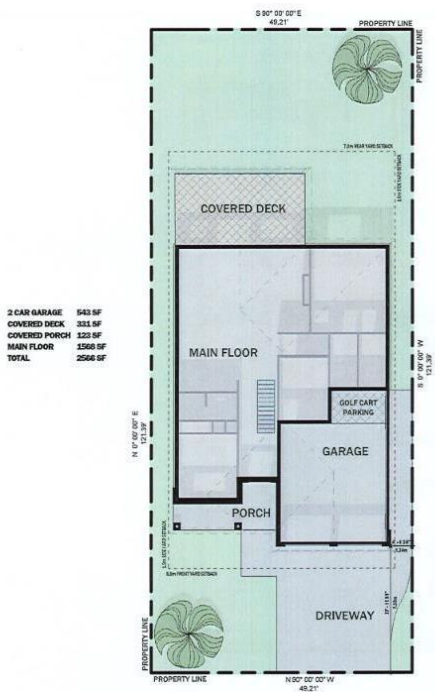 S 90° 00' 00" E
49.21'
PROPERTY LINE
PROPERTY LINE
7.0m REAR YARD SETBACK
COVERED DECK
2 CAR GARAGE 543 SF
COVERED DECK 331 SF
COVERED PORCH 123 SF
MAIN FLOOR 1568 SF
TOTAL 2566 SF
MAIN FLOOR
S 0° 00' 00" W
121.39'
N 0° 00' 00" E
121.39'
GOLF CART
PARKING
GARAGE
PORCH
6.0m FRONT YARD SETBACK
DRIVEWAY
PROPERTY LINE
PROPERTY LINE
N 90° 00' 00" W
49.21'